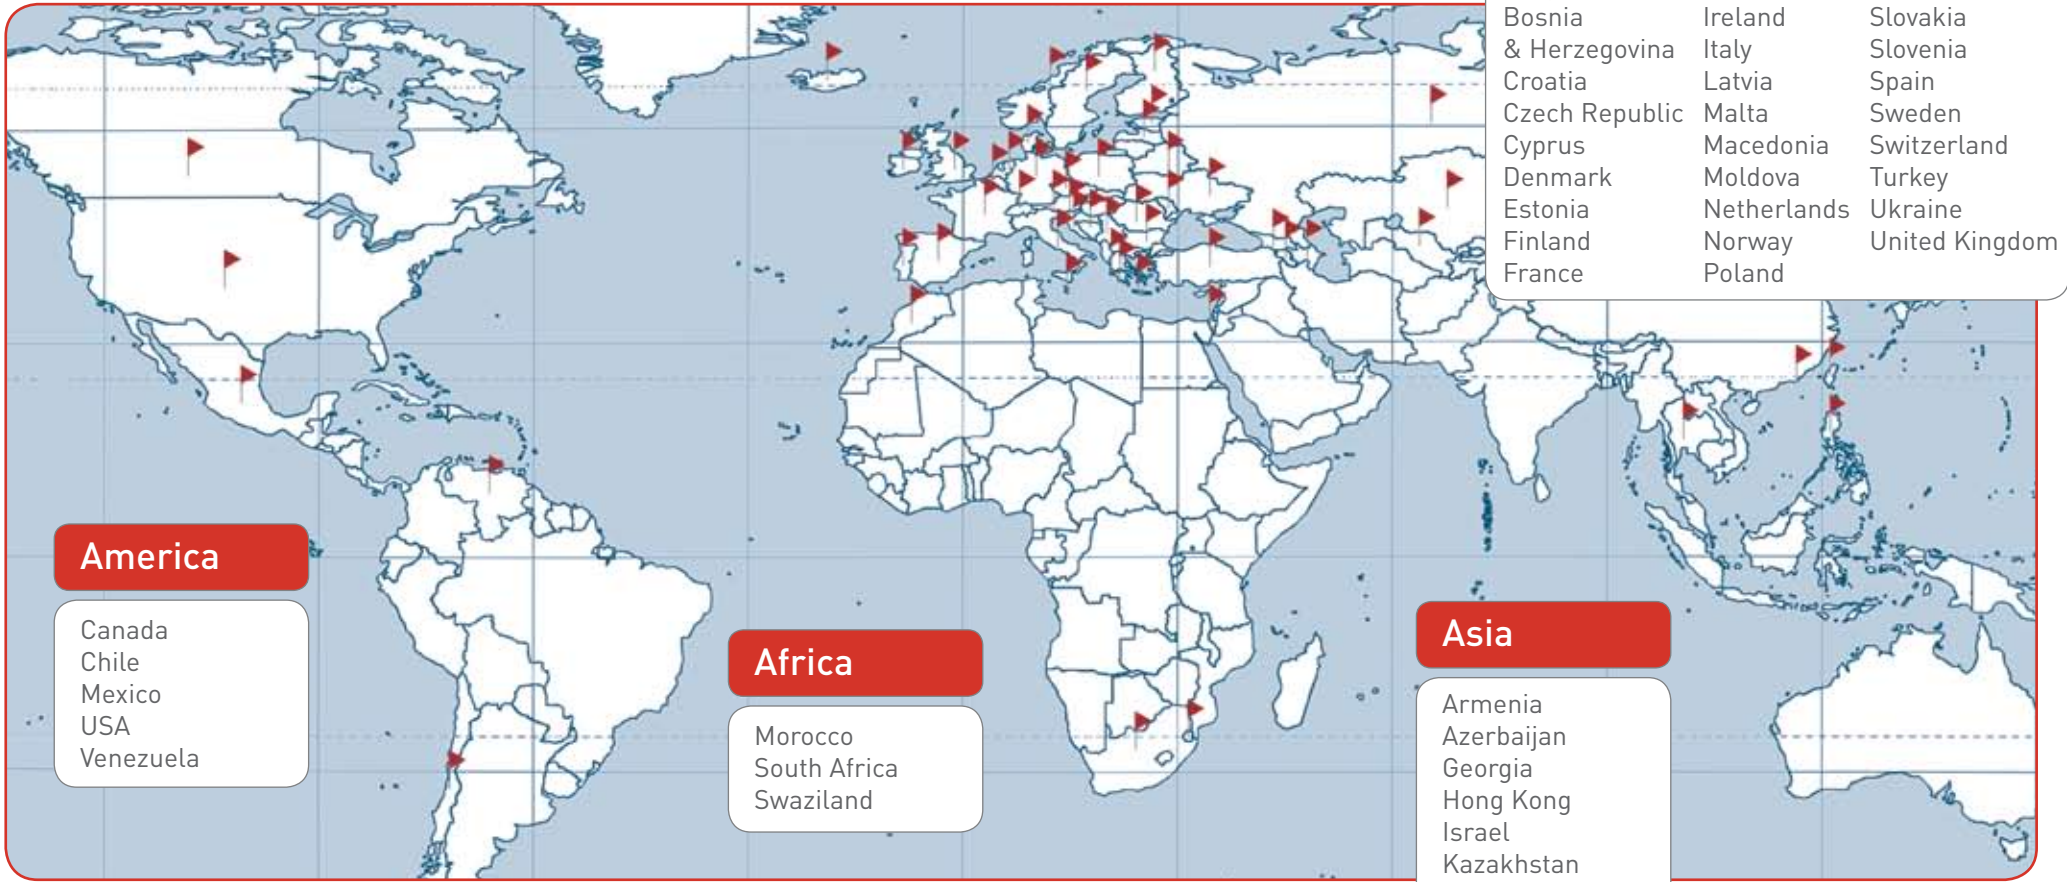 Bosnia
& Herzegovina
Croatia
Czech Republic
Cyprus
Denmark
Estonia
Finland
France
Ireland
Italy
Latvia
Malta
Macedonia
Moldova
Netherlands
Norway
Poland
Slovakia
Slovenia
Spain
Sweden
Switzerland
Turkey
Ukraine
United Kingdom
America
Canada
Chile
Mexico
USA
Venezuela
Africa
Morocco
South Africa
Swaziland
Asia
Armenia
Azerbaijan
Georgia
Hong Kong
Israel
Kazakhstan